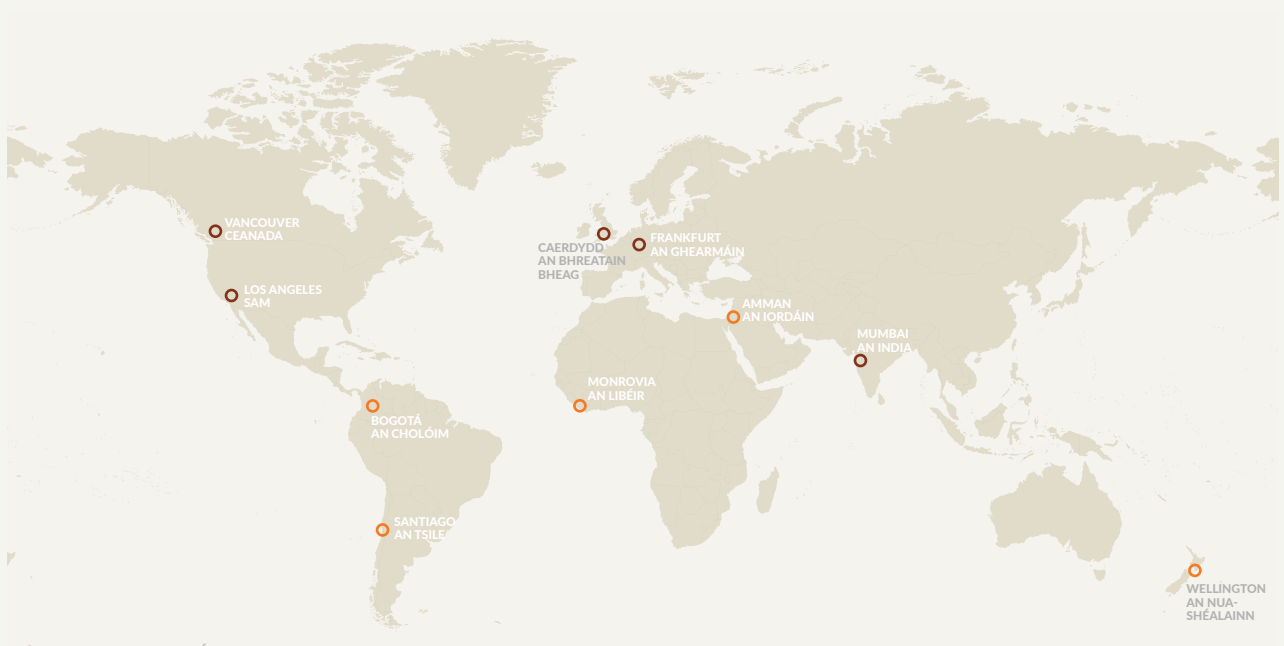 VANCOUVER
CEANADA
LOS ANGELES
SAM
CAERDYDD
AN BHREATAIN
BHEAG
FRANKFURT
AN GHEARMÁIN
AMMAN
AN IORDÁIN
MUMBAI
AN INDIA
MONROVIA
AN LIBÉIR
BOGOTÁ
AN CHOLÓIM
SANTIAGO
AN TSILE
WELLINGTON
AN NUA-
SHÉALAINN